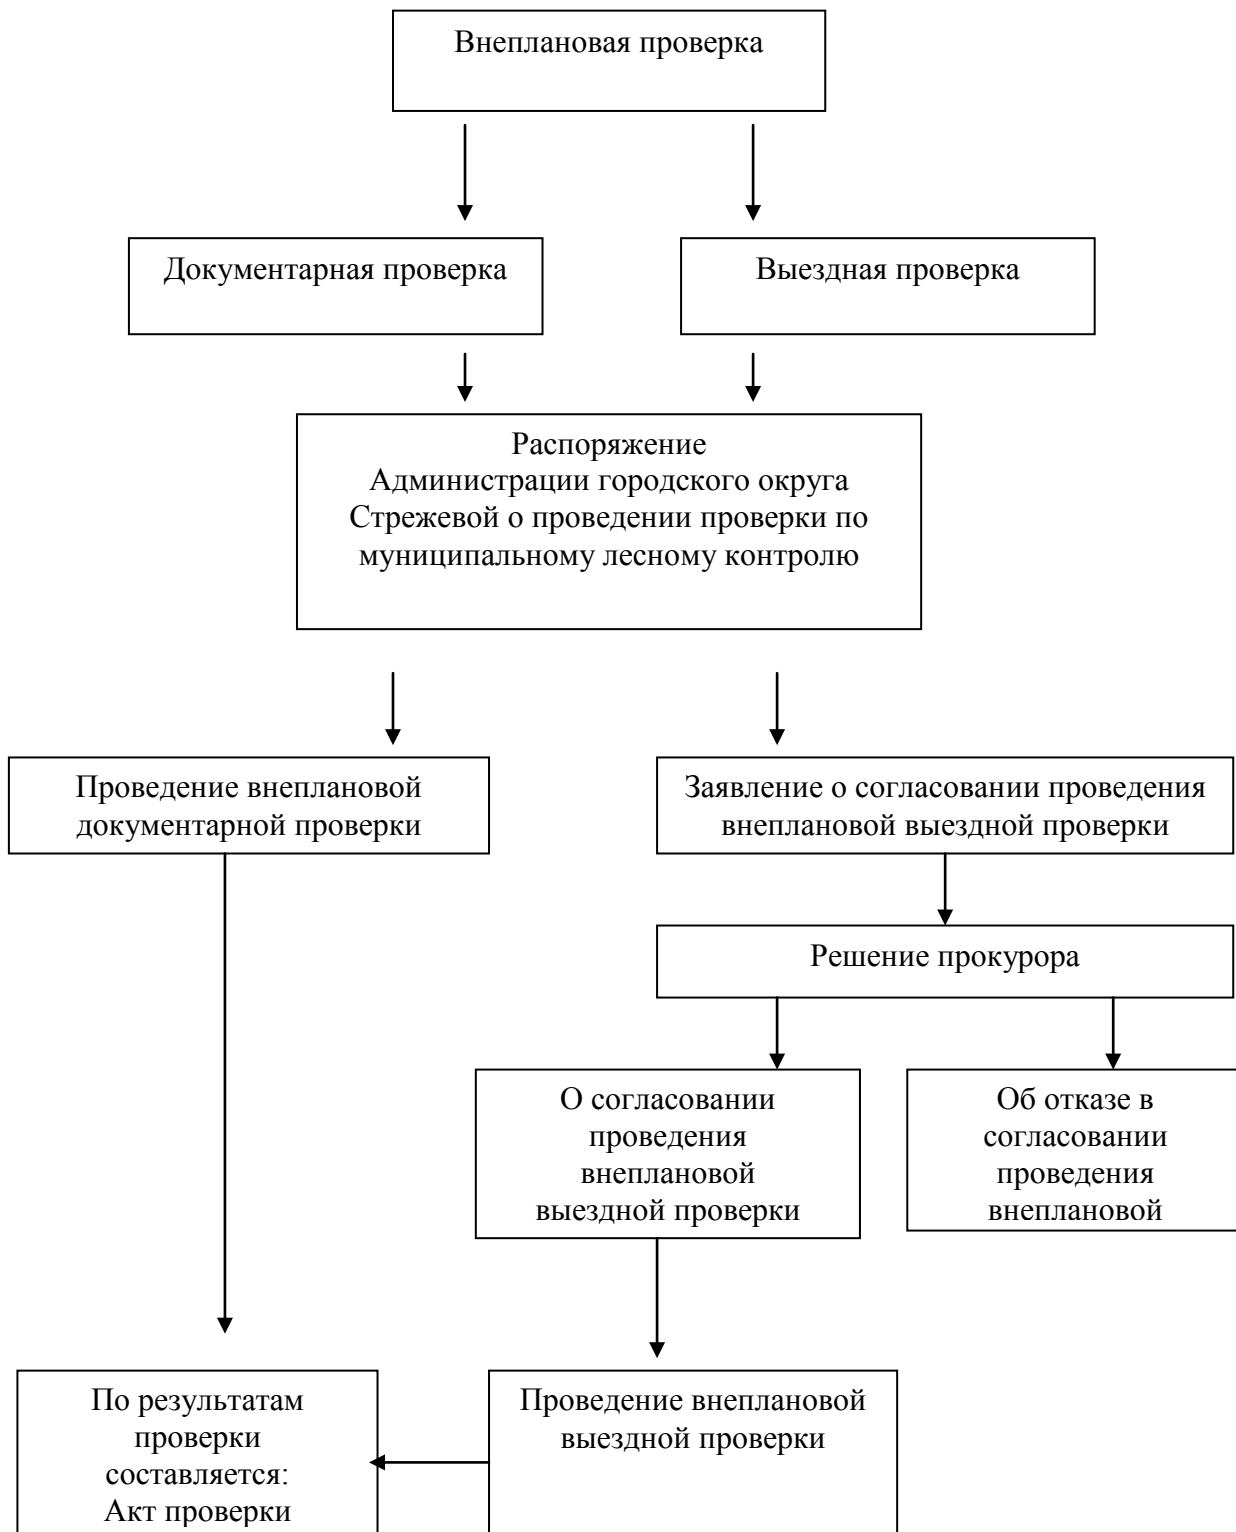 Внеплановая проверка
Документарная проверка
Выездная проверка
Распоряжение
Администрации городского округа
Стрежевой о проведении проверки по
муниципальному лесному контролю
Проведение внеплановой
документарной проверки
Заявление о согласовании проведения
внеплановой выездной проверки
Решение прокурора
О согласовании
проведения
внеплановой
выездной проверки
Об отказе в
согласовании
проведения
внеплановой
По результатам
проверки
составляется:
Акт проверки
Проведение внеплановой
выездной проверки